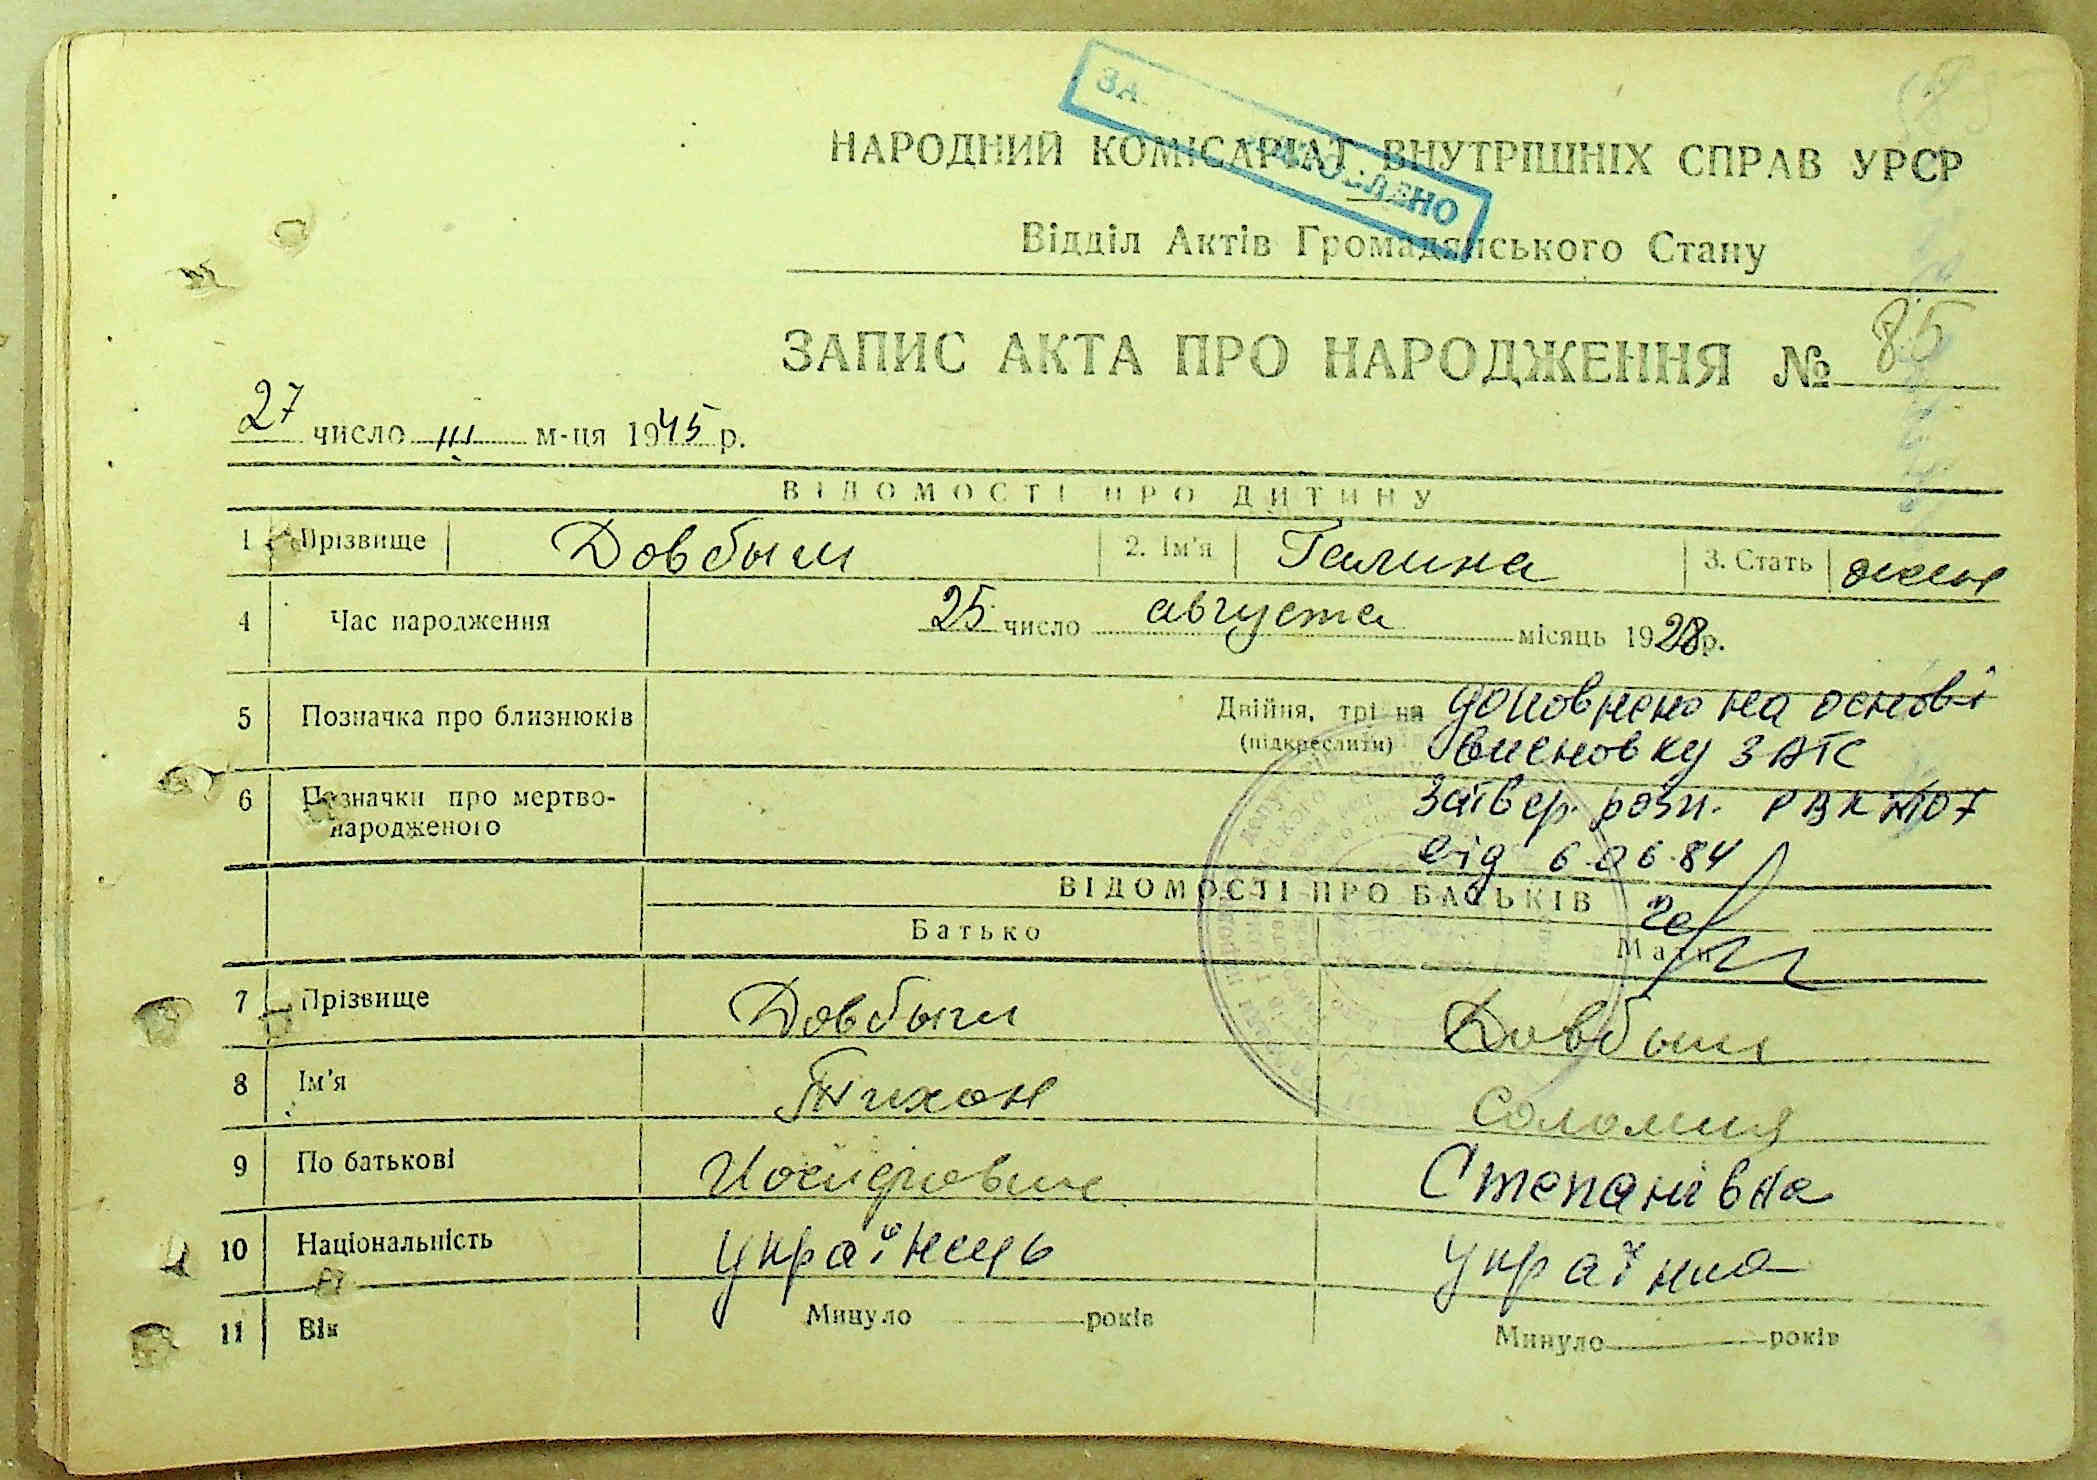 НАРОДНИЙ КОМІСАРІАТ ВНУТРІШНІХ СПРАВ УРСР
Відділ Актів Громадянського Стану
ЗАПИС АКТА ПРО НАРОДЖЕННЯ № 85
27 число III м-ця 1945 р.
ВІДОМОСТІ ПРО ДИТИНУ
1 Прізвище Довбыш 2. Ім'я Галина 3. Стать жен
4 Час народження 25 число августа місяць 1928 р.
5 Позначка про близнюків Двійня, трійня
(підкреслити)
доповнено на основі
висновку ЗАГС
6 Позначки про мертво-
народженого
затвер. розп. РВК №107
від 6.06.84
ВІДОМОСТІ ПРО БАТЬКІВ
Батько Мати
7 Прізвище Довбыш Довбыш
8 Ім'я Тихон Соломия
9 По батькові Иосифович Степанівна
10 Національність українець українка
11 Вік Минуло років Минуло років